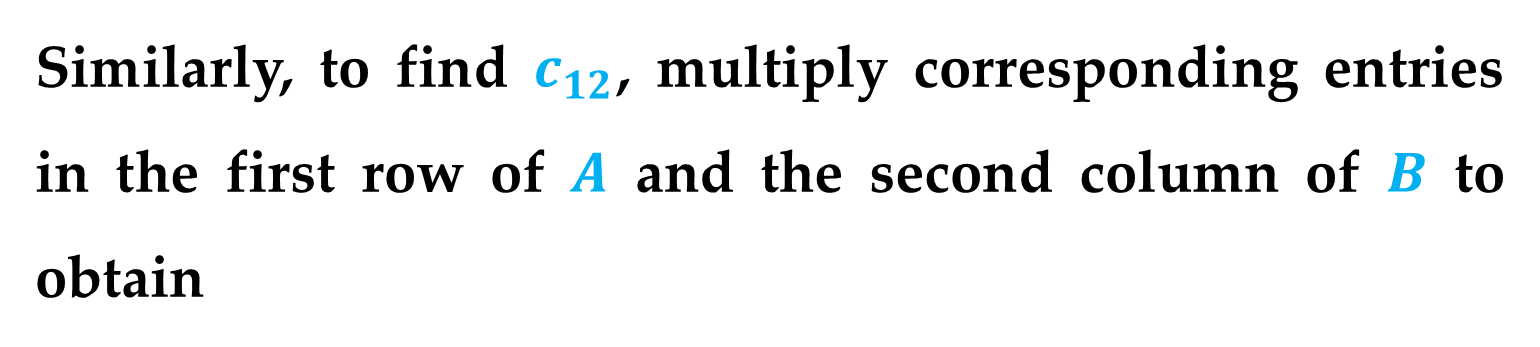 Similarly, to find c₁₂, multiply corresponding entries
in the first row of A and the second column of B to
obtain